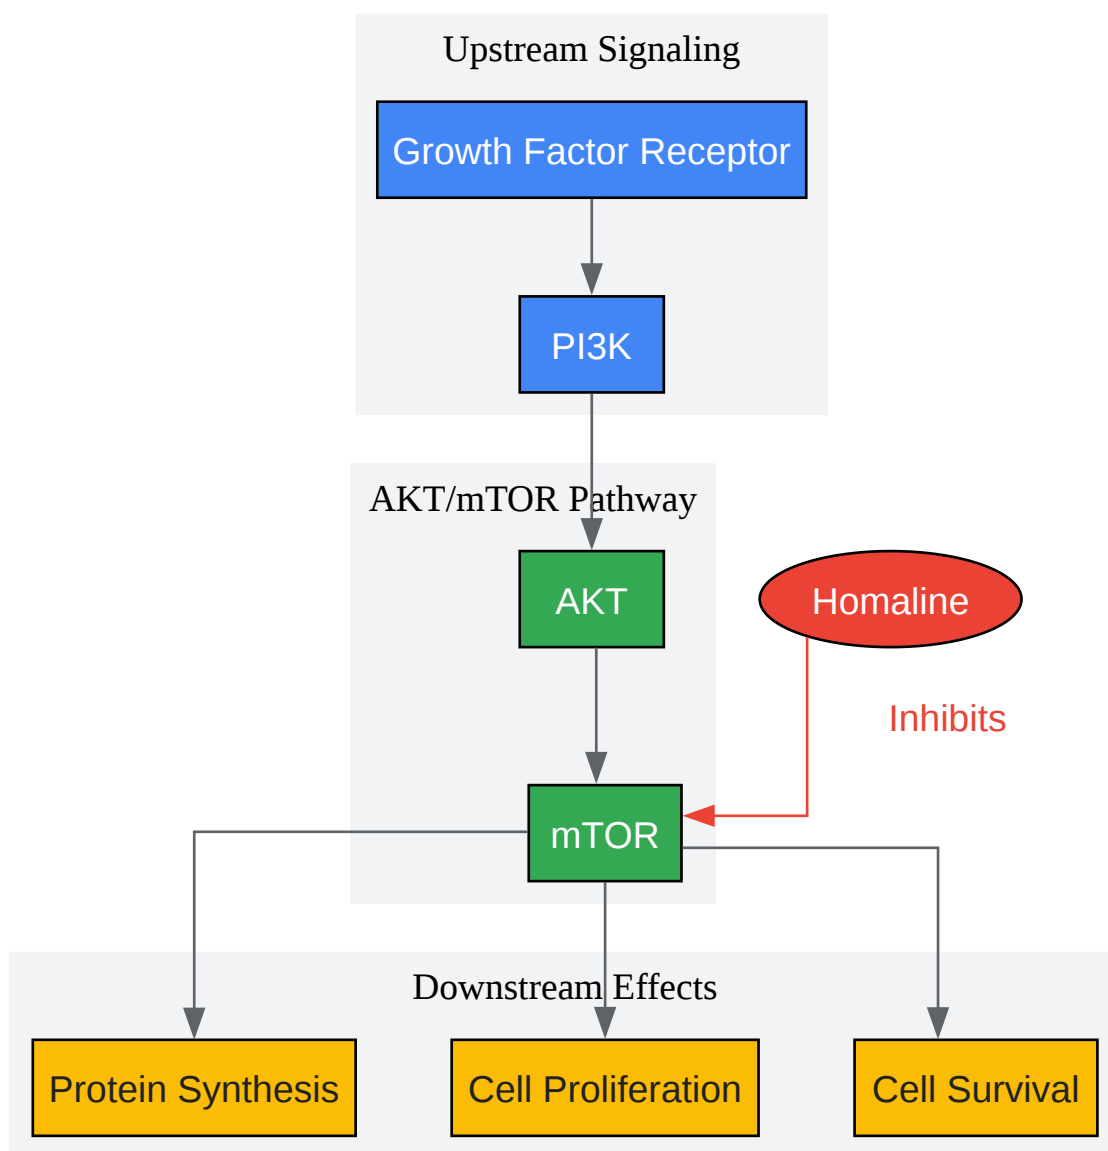 Upstream Signaling
Growth Factor Receptor
PI3K
AKT/mTOR Pathway
AKT
Homaline
Inhibits
mTOR
Downstream Effects
Protein Synthesis
Cell Proliferation
Cell Survival